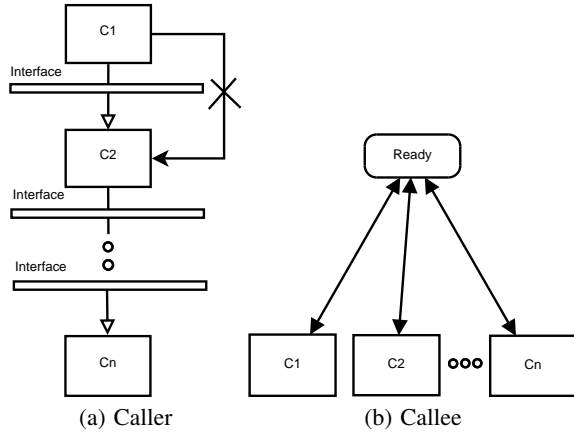 C1
Interface
C2
Interface
Interface
Cn
(a) Caller
Ready
C1
C2
Cn
(b) Callee